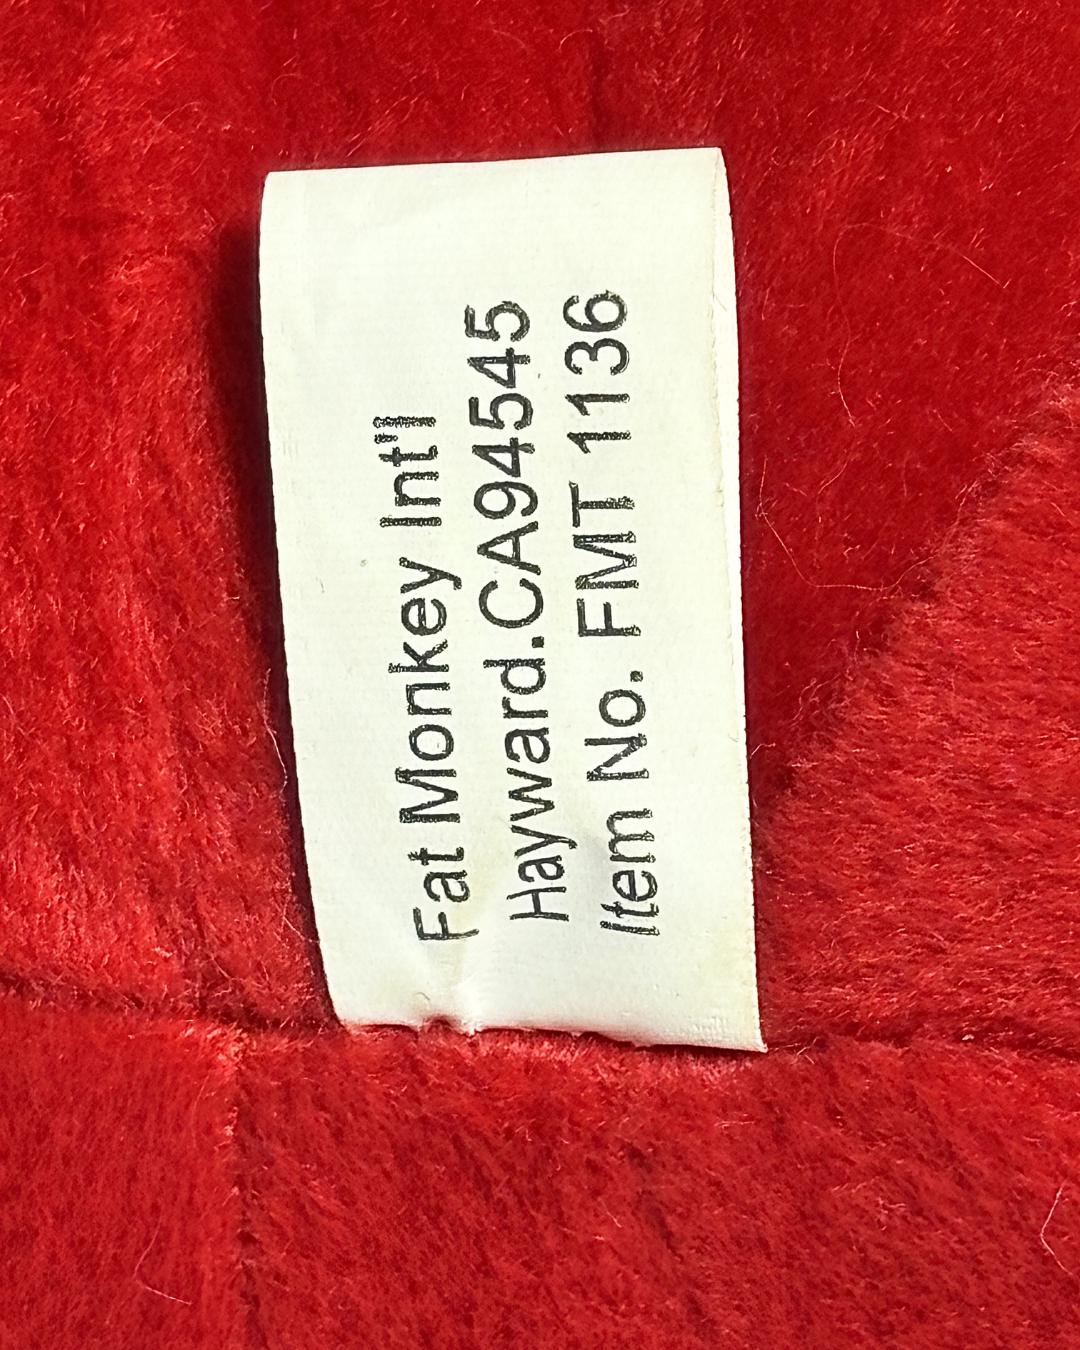 Fat Monkey Int'l
Hayward.CA94545
Item No. FMT 1136